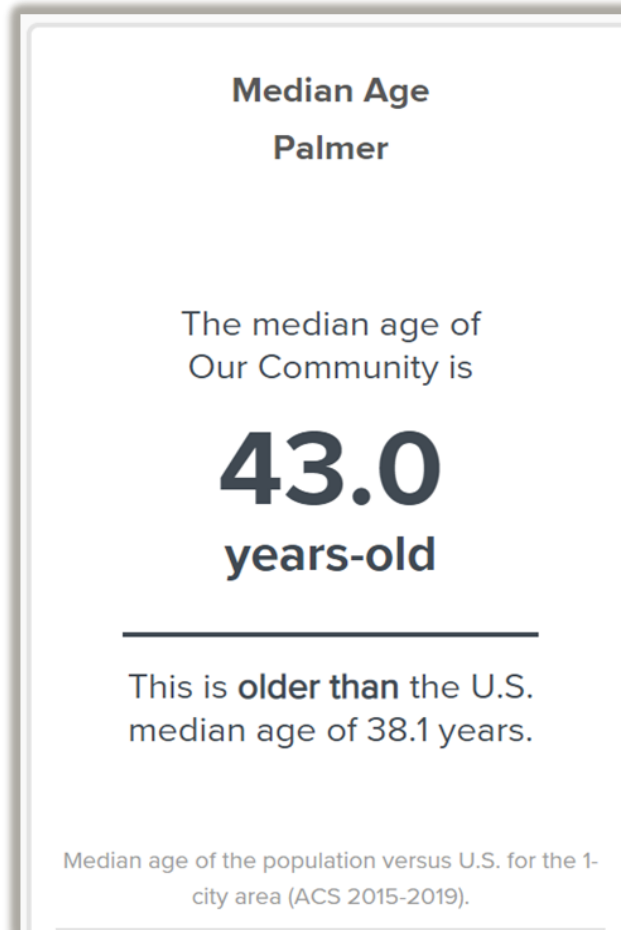 Median Age
Palmer
The median age of
Our Community is
43.0
years-old
This is older than the U.S.
median age of 38.1 years.
Median age of the population versus U.S. for the 1-
city area (ACS 2015-2019).